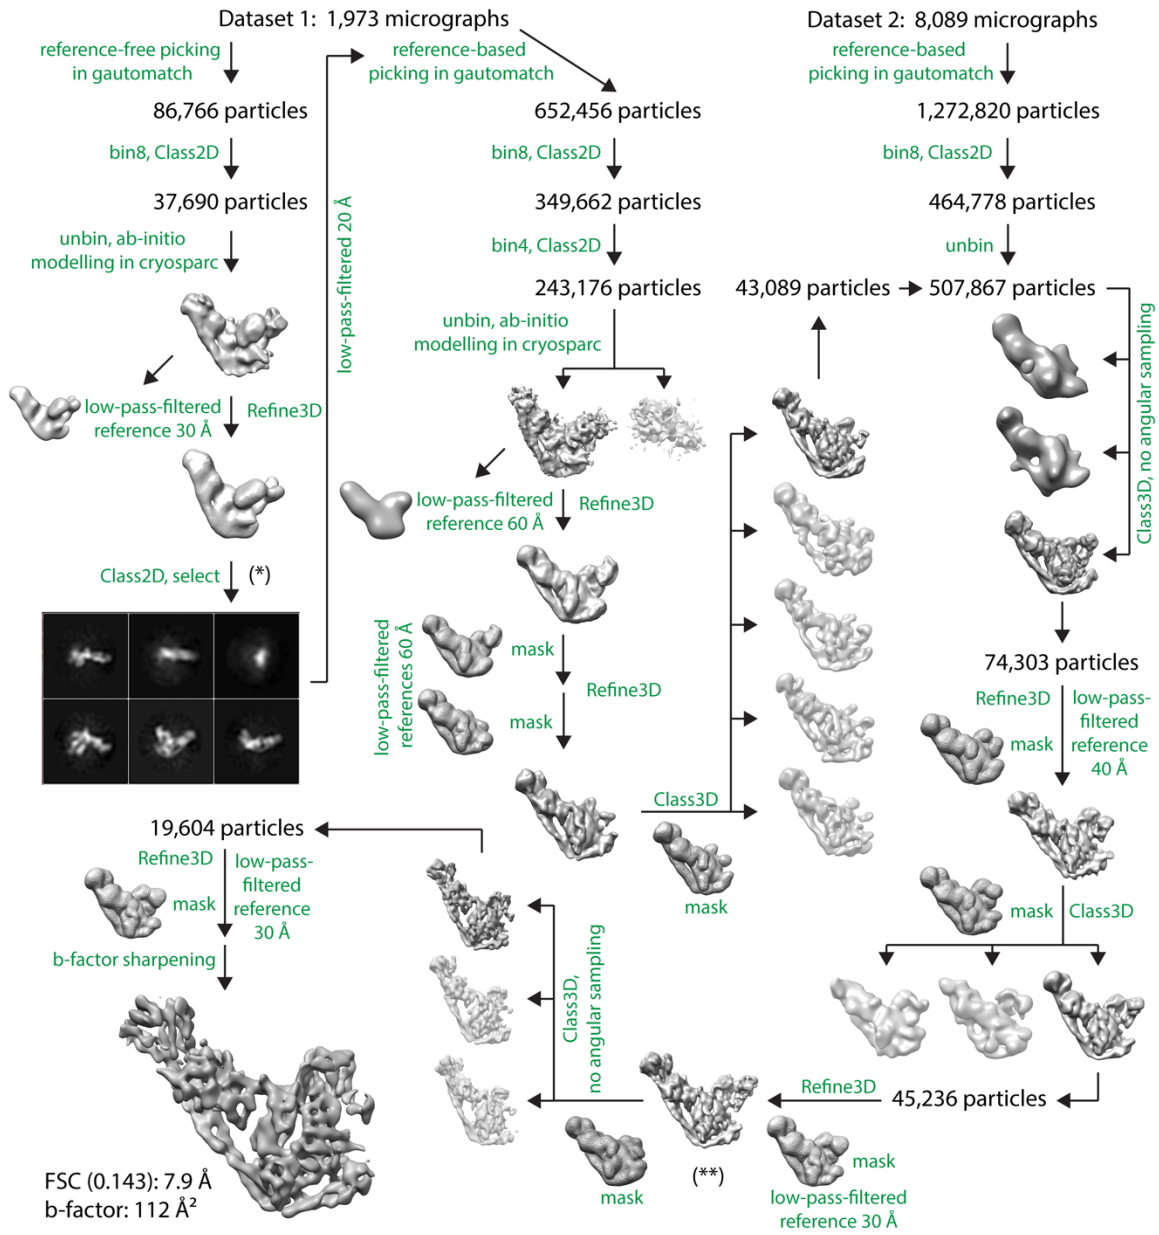 Dataset 1: 1,973 micrographs
reference-free picking
in gautomatch
86,766 particles
bin8, Class2D
37,690 particles
unbin, ab-initio
modelling in cryosparc
low-pass-filtered
reference 30 Å
Refine3D
Class2D, select
(*)
low-pass-filtered 20 Å
reference-based
picking in gautomatch
652,456 particles
bin8, Class2D
349,662 particles
bin4, Class2D
243,176 particles
unbin, ab-initio
modelling in cryosparc
low-pass-filtered
reference 60 Å
Refine3D
low-pass-filtered
references 60 Å
mask
Refine3D
mask
Class3D
mask
43,089 particles
Dataset 2: 8,089 micrographs
reference-based
picking in gautomatch
1,272,820 particles
bin8, Class2D
464,778 particles
unbin
507,867 particles
Class3D, no angular sampling
74,303 particles
Refine3D
mask
low-pass-
filtered
reference
40 Å
mask
Class3D
45,236 particles
Refine3D
mask
low-pass-filtered
reference 30 Å
(**)
mask
Class3D,
no angular sampling
19,604 particles
Refine3D
mask
low-pass-
filtered
reference
30 Å
b-factor sharpening
FSC (0.143): 7.9 Å
b-factor: 112 Å²